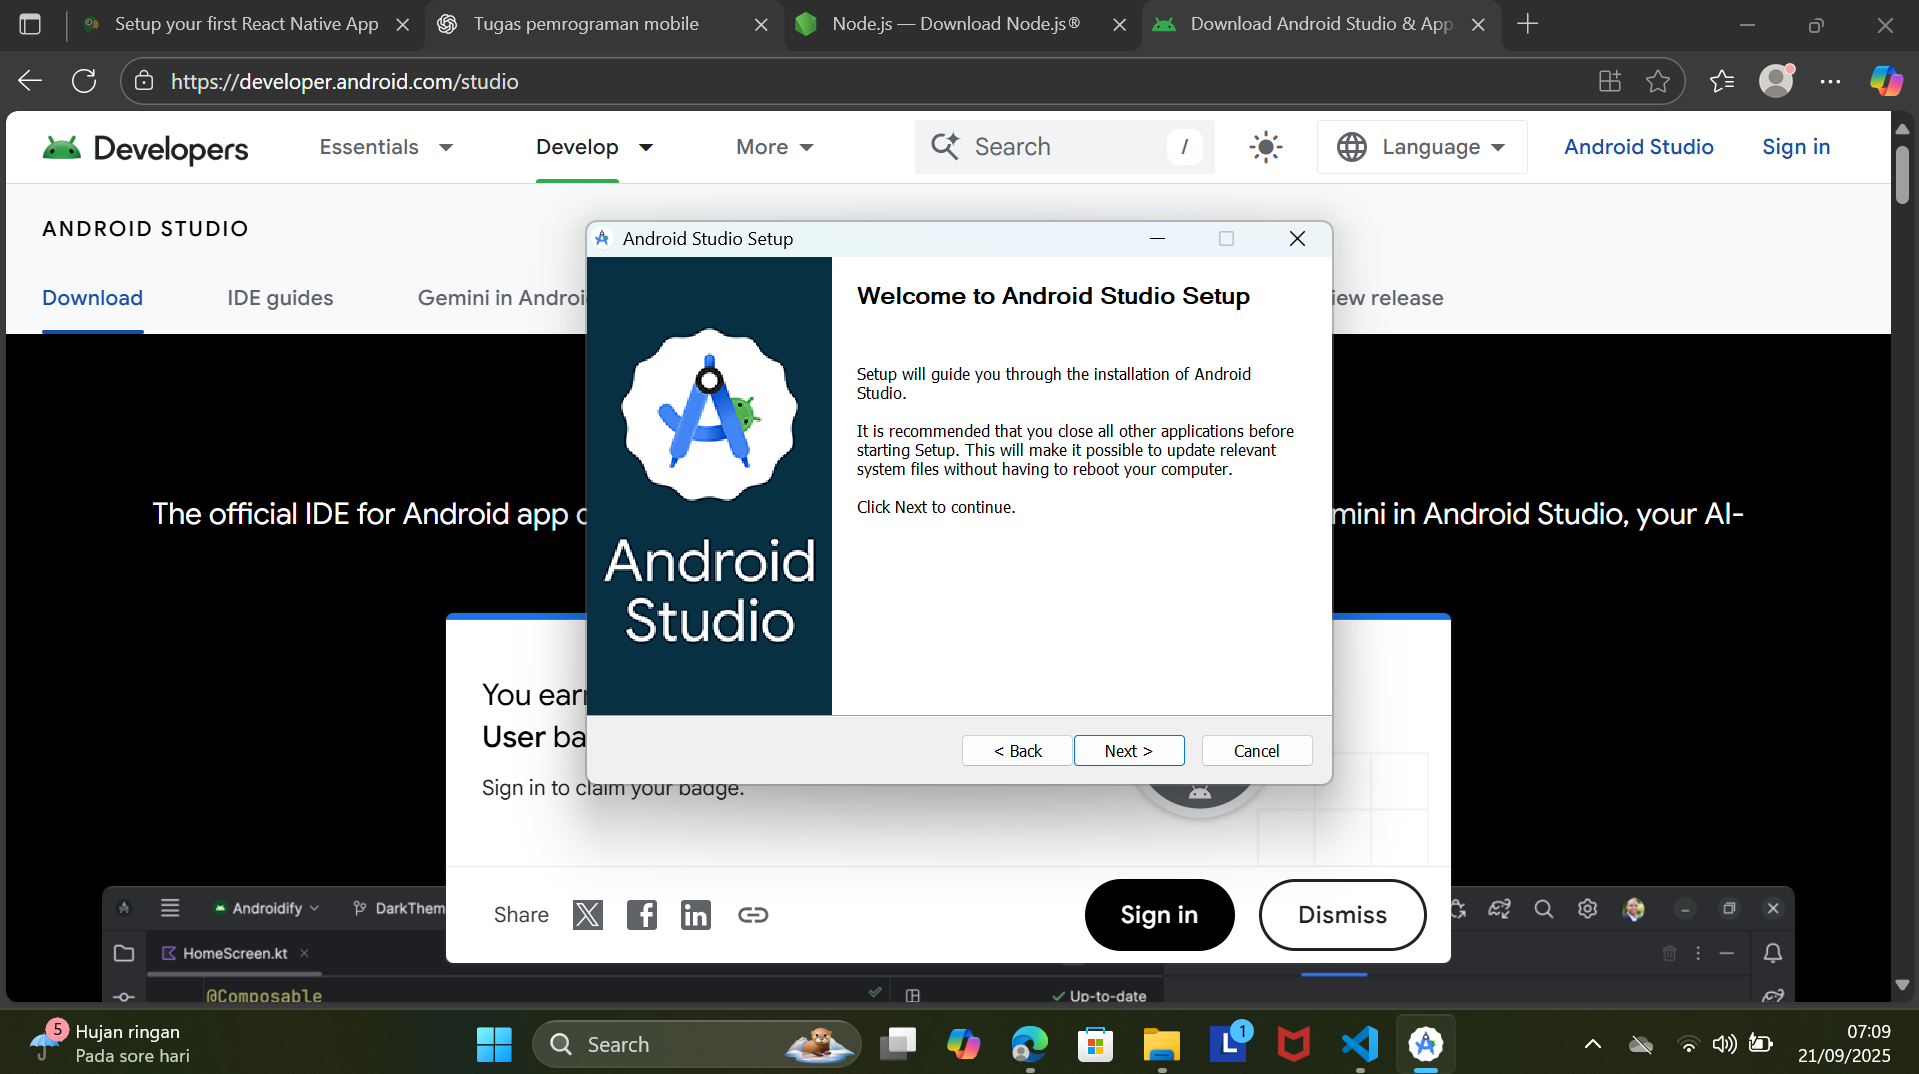 Setup your first React Native App
Tugas pemrograman mobile
Node.js — Download Node.js®
Download Android Studio & App
https://developer.android.com/studio
Developers
Essentials
Develop
More
Search
/
Language
Android Studio
Sign in
ANDROID STUDIO
Download
IDE guides
Gemini in Androi
iew release
Android Studio Setup
Welcome to Android Studio Setup
Setup will guide you through the installation of Android
Studio.
It is recommended that you close all other applications before
starting Setup. This will make it possible to update relevant
system files without having to reboot your computer.
Click Next to continue.
Android
Studio
< Back
Next >
Cancel
The official IDE for Android app
mini in Android Studio, your AI-
You ear
User ba
Sign in to claim your badge.
Share
Sign in
Dismiss
Androidify
DarkThem
HomeScreen.kt
@Composable
Up-to-date
5
Hujan ringan
Pada sore hari
Search
L
1
07:09
21/09/2025